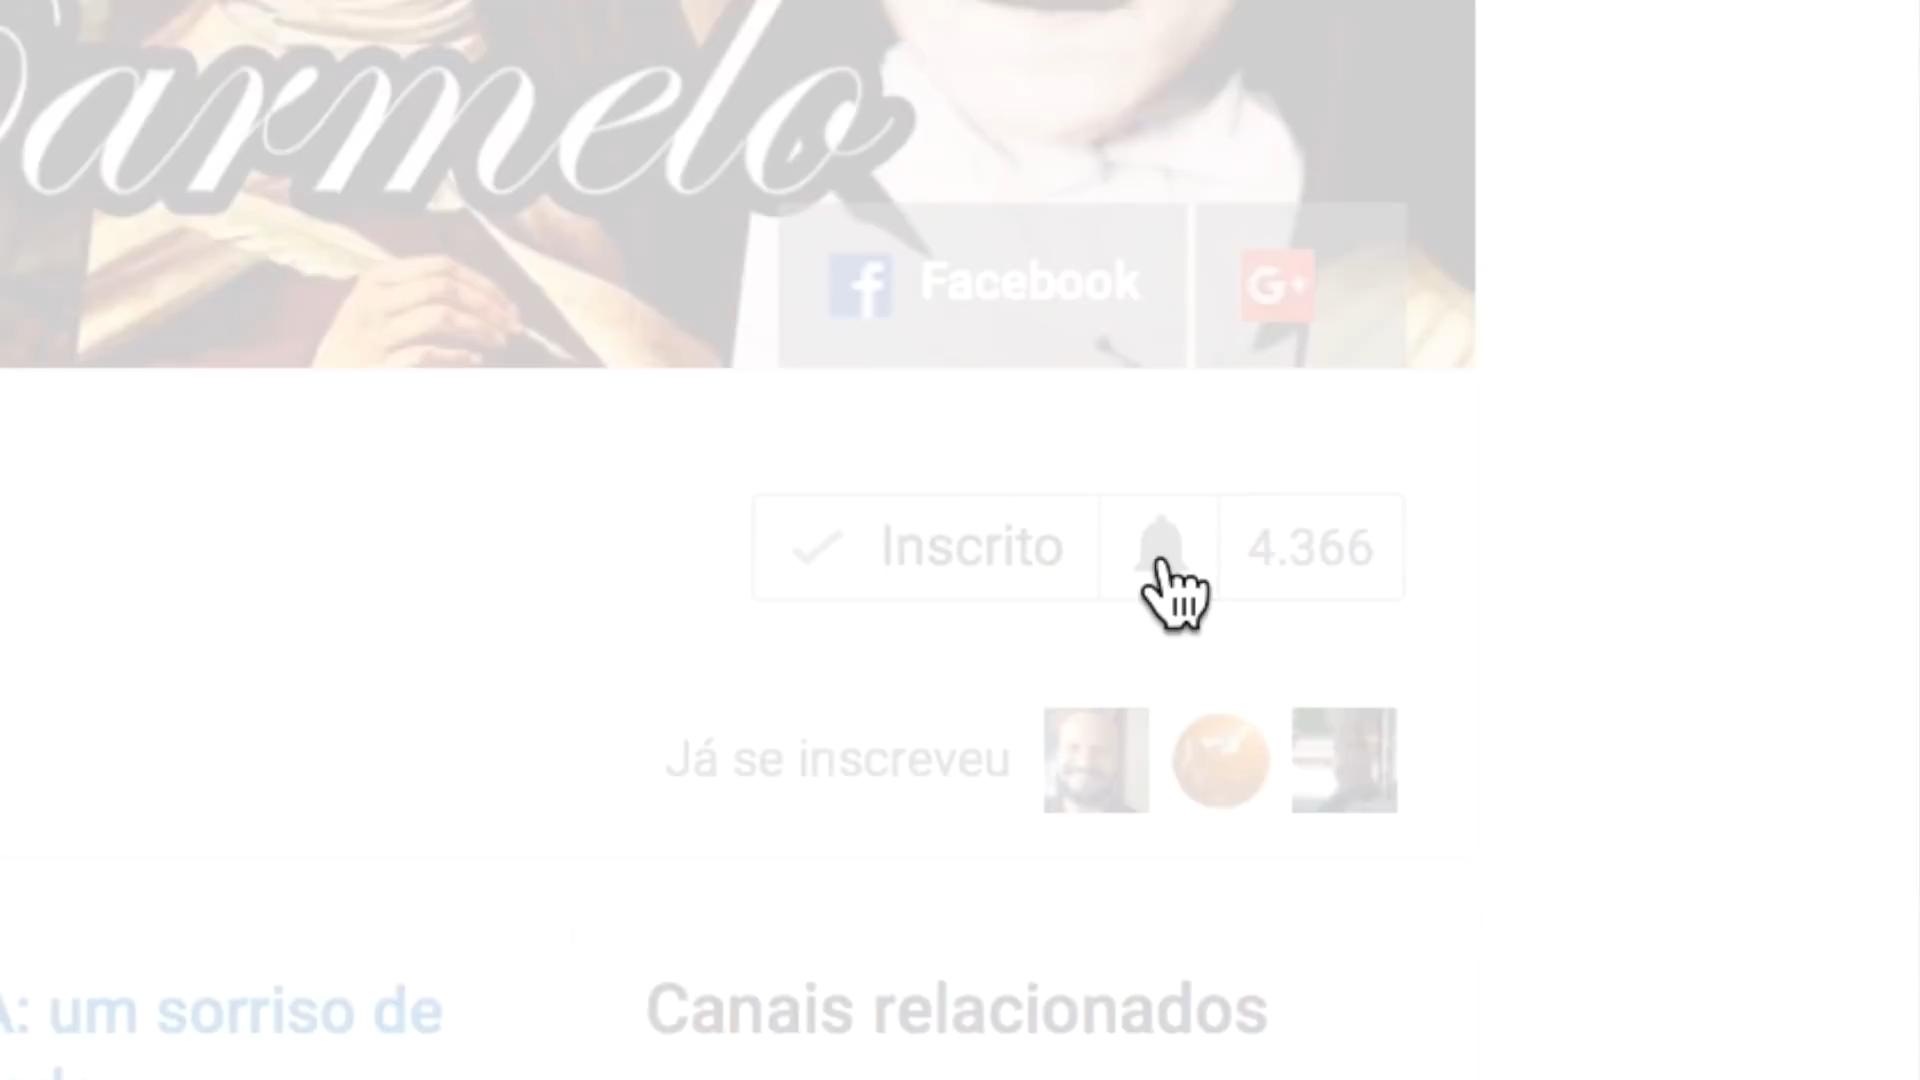 armelo
f Facebook G+
Inscrito 4.366
Já se inscreveu
A: um sorriso de
Canais relacionados